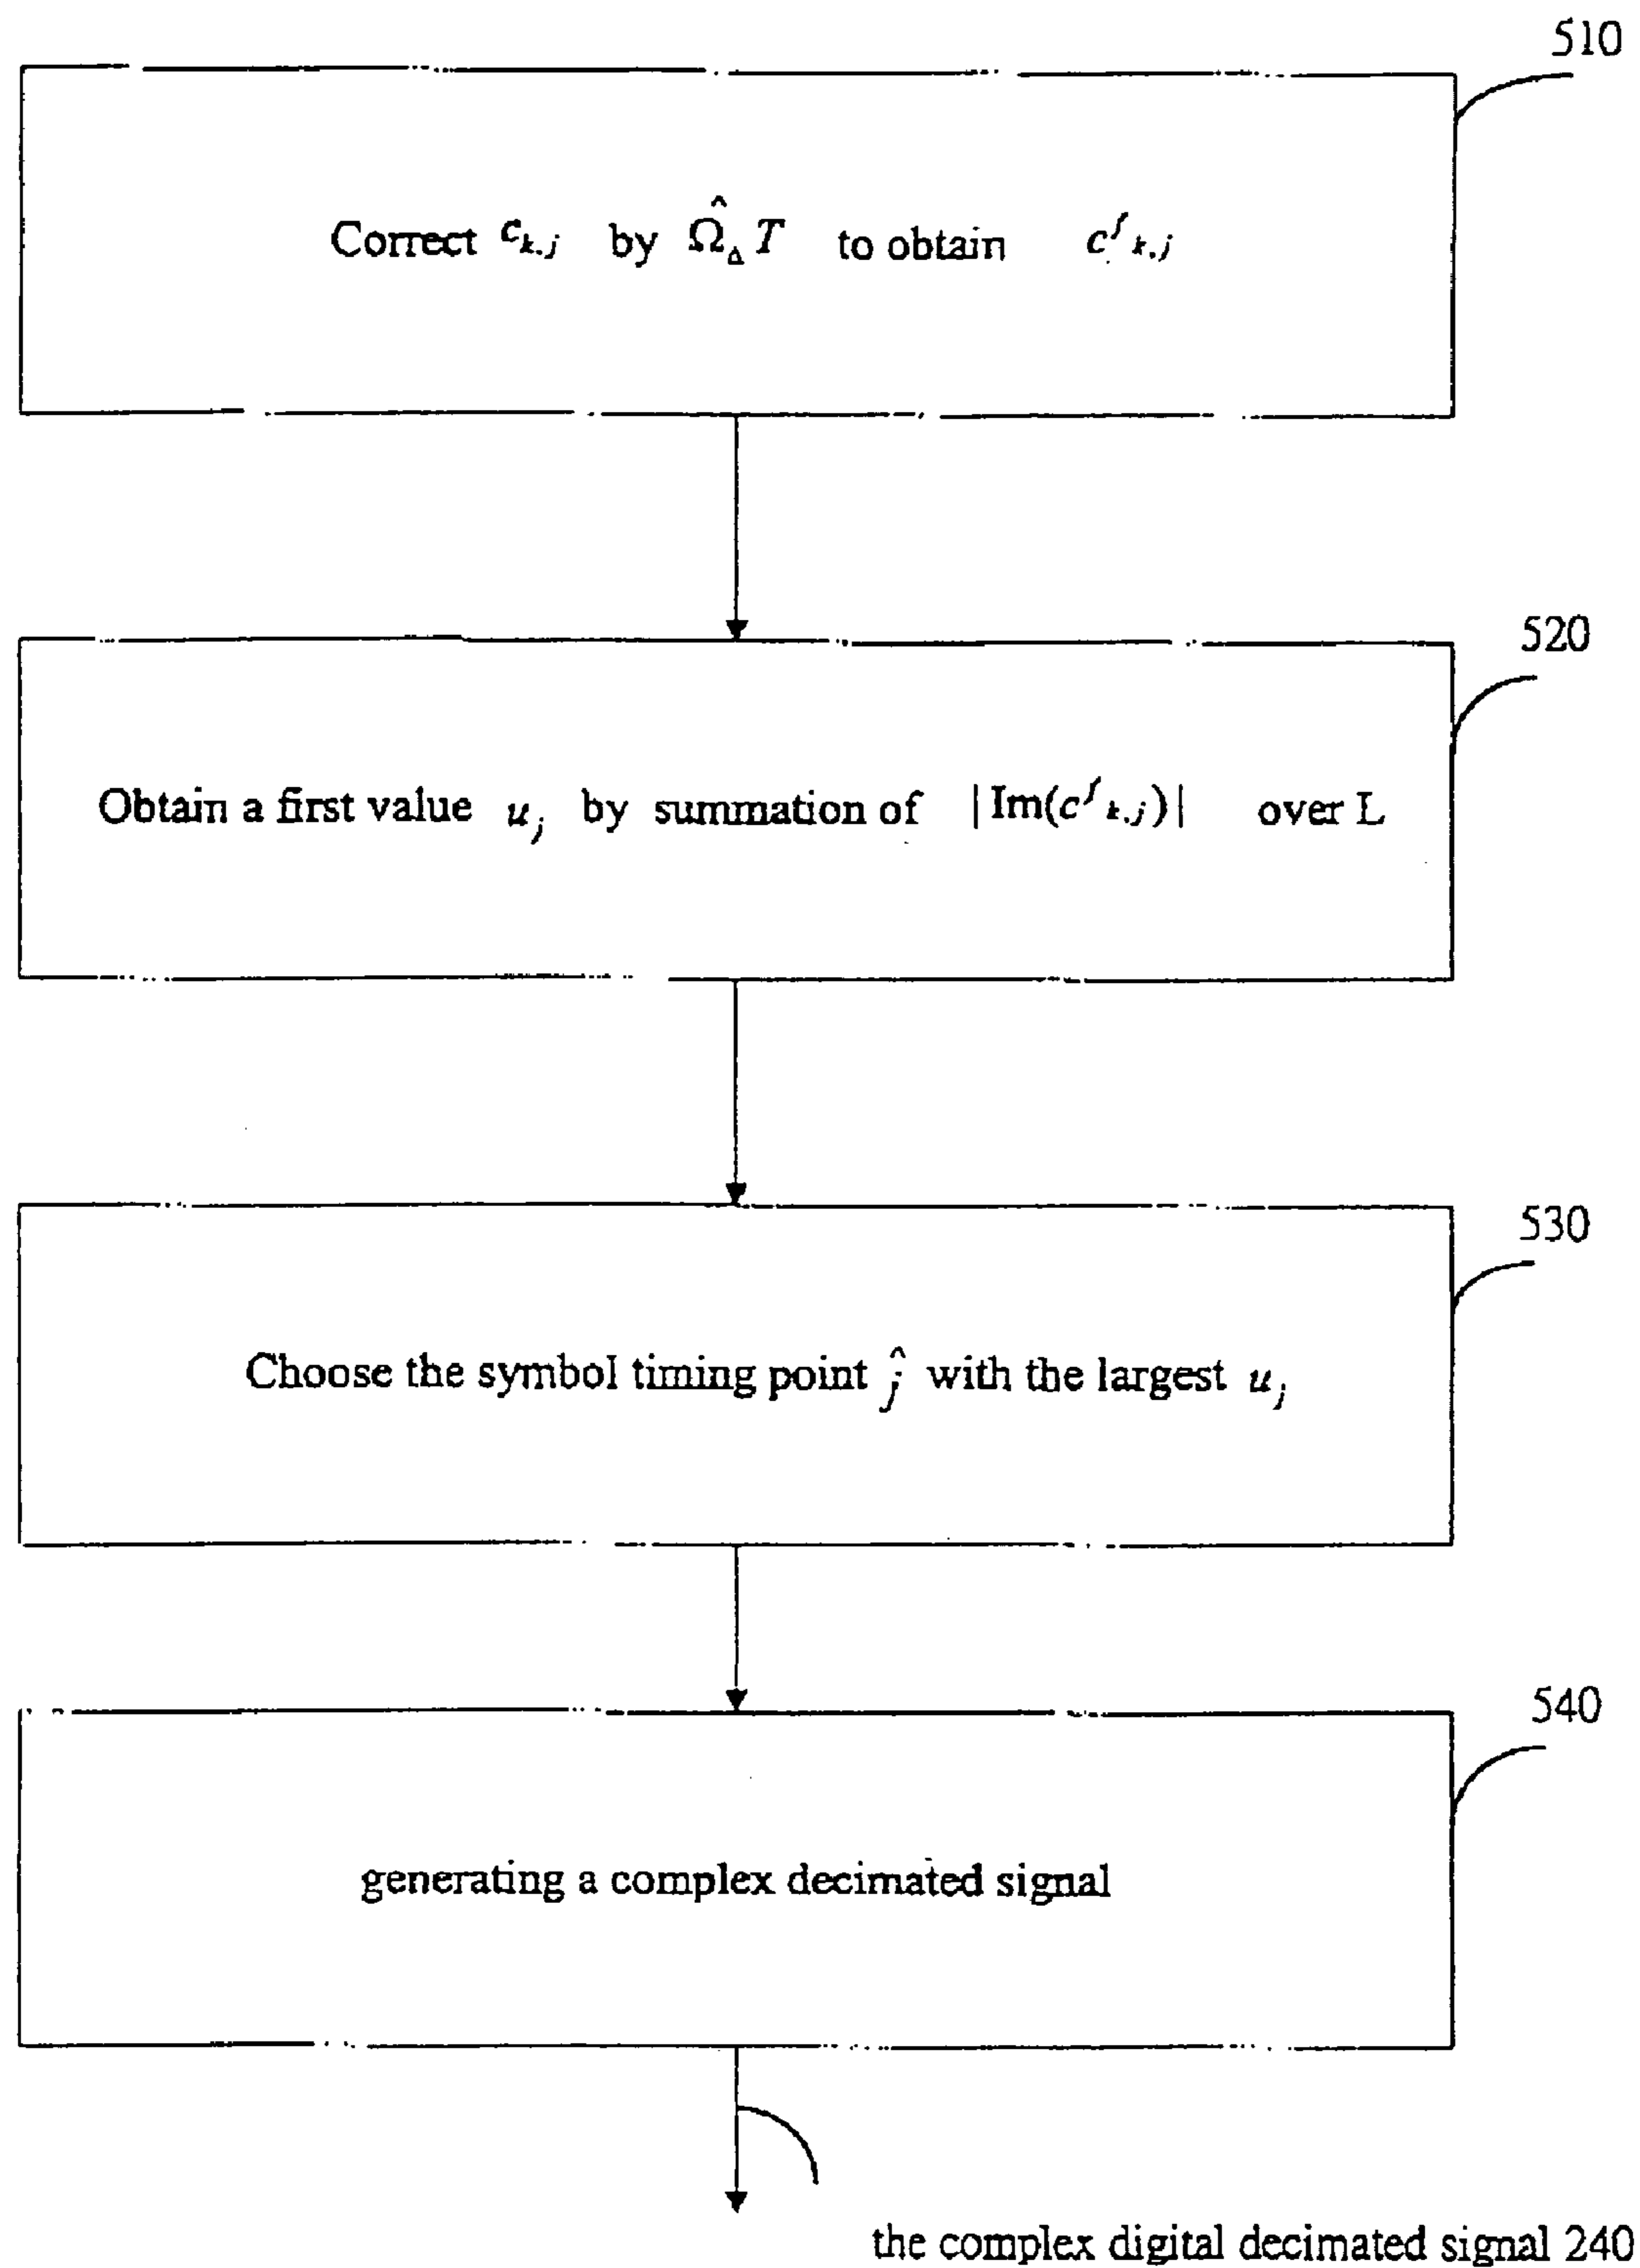 510
Correct c_{k,j} by \hat{Ω}_Δ T to obtain c^f_{k,j}
520
Obtain a first value u_j by summation of |Im(c^f_{k,j})| over L
530
Choose the symbol timing point \hat{j} with the largest u_j
540
generating a complex decimated signal
the complex digital decimated signal 240